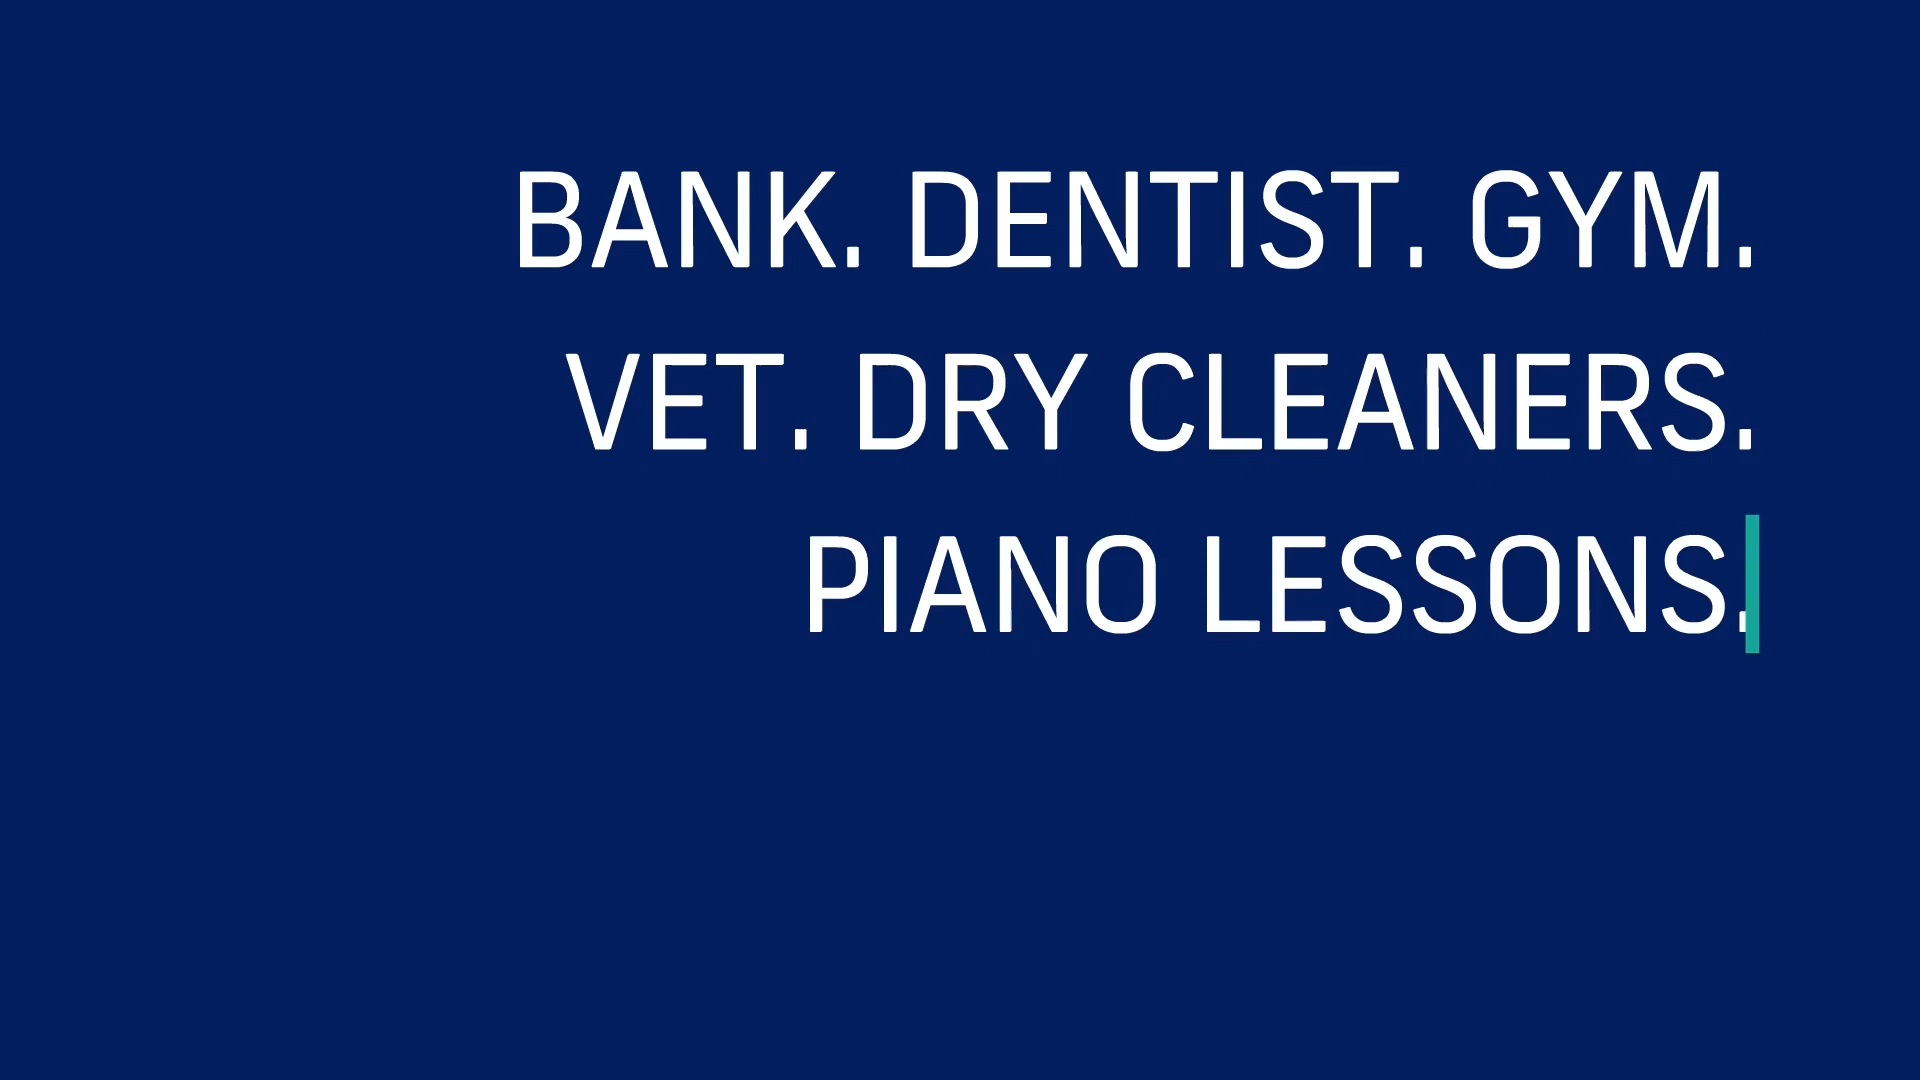 BANK. DENTIST. GYM.
VET. DRY CLEANERS.
PIANO LESSONS.